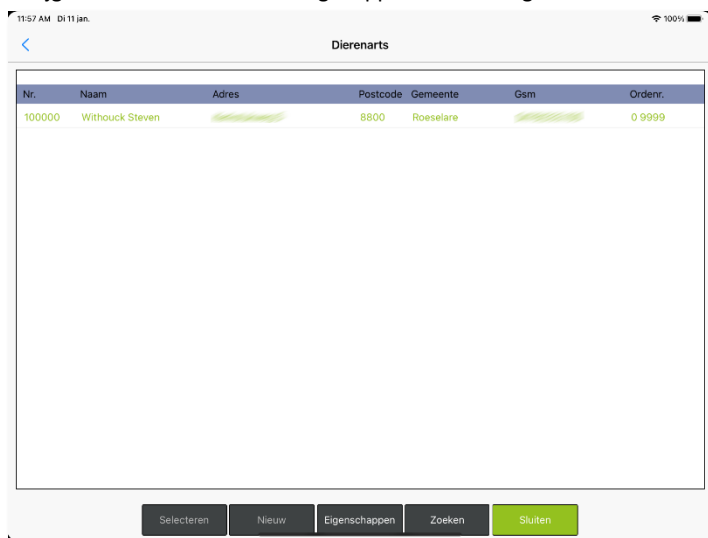 11:57 AM Di 11 jan. 100%
Dierenarts
Nr. Naam Adres Postcode Gemeente Gsm Ordenr.
100000 Withouck Steven 8800 Roeselare 0 9999
Selecteren Nieuw Eigenschappen Zoeken Sluiten